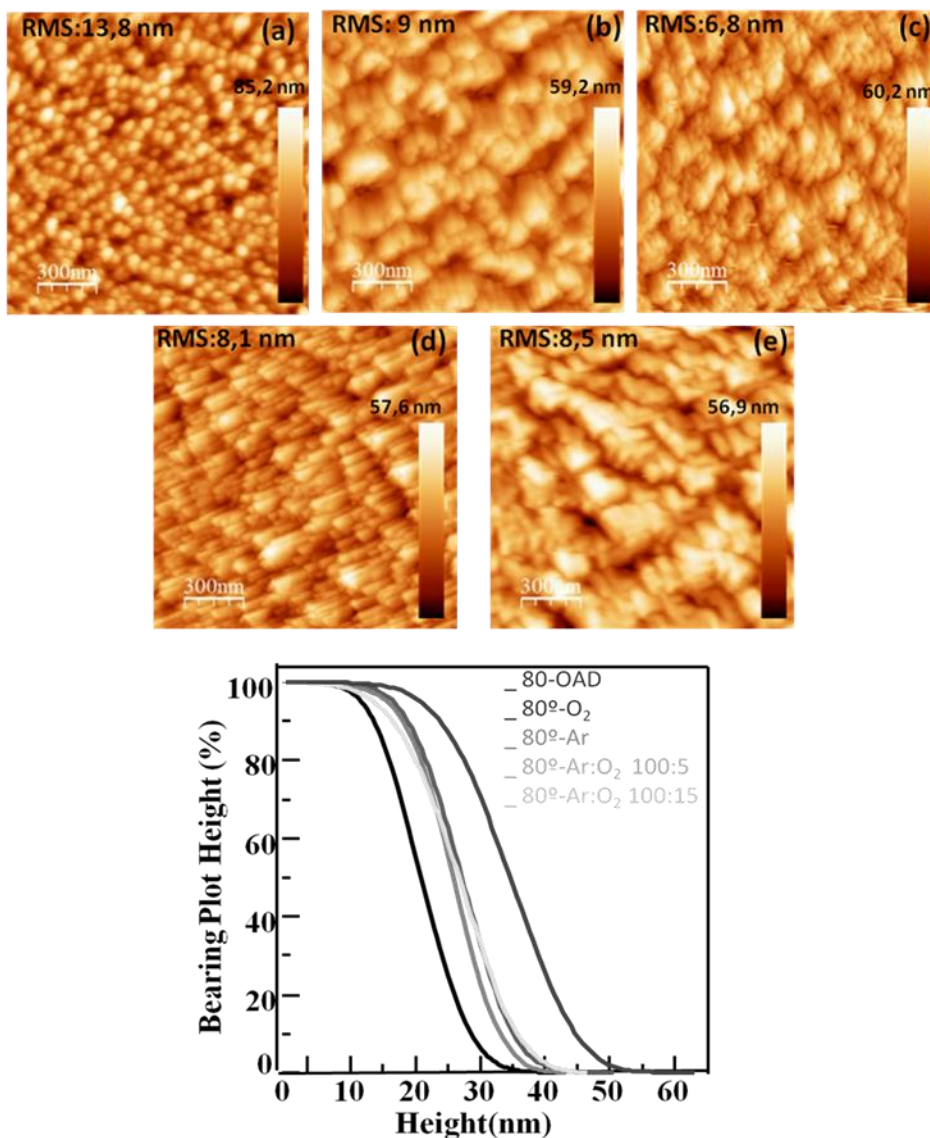 RMS:13,8 nm (a)
85,2 nm
300nm
RMS: 9 nm (b)
59,2 nm
300nm
RMS:6,8 nm (c)
60,2 nm
300nm
RMS:8,1 nm (d)
57,6 nm
300nm
RMS:8,5 nm (e)
56,9 nm
300nm
Bearing Plot Height (%)
100
80
60
40
20
0
_ 80-OAD
_ 80º-O₂
_ 80º-Ar
_ 80º-Ar:O₂ 100:5
_ 80º-Ar:O₂ 100:15
0 10 20 30 40 50 60
Height(nm)